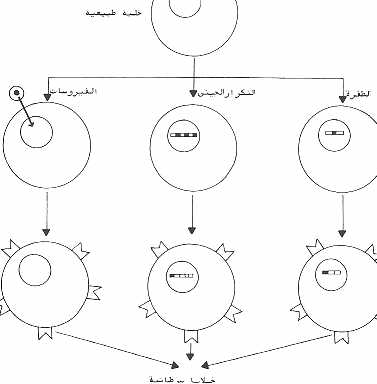 خلية طبيعية
الفيروسات
التكرار الجيني
الطفرة
خلايا سرطانية